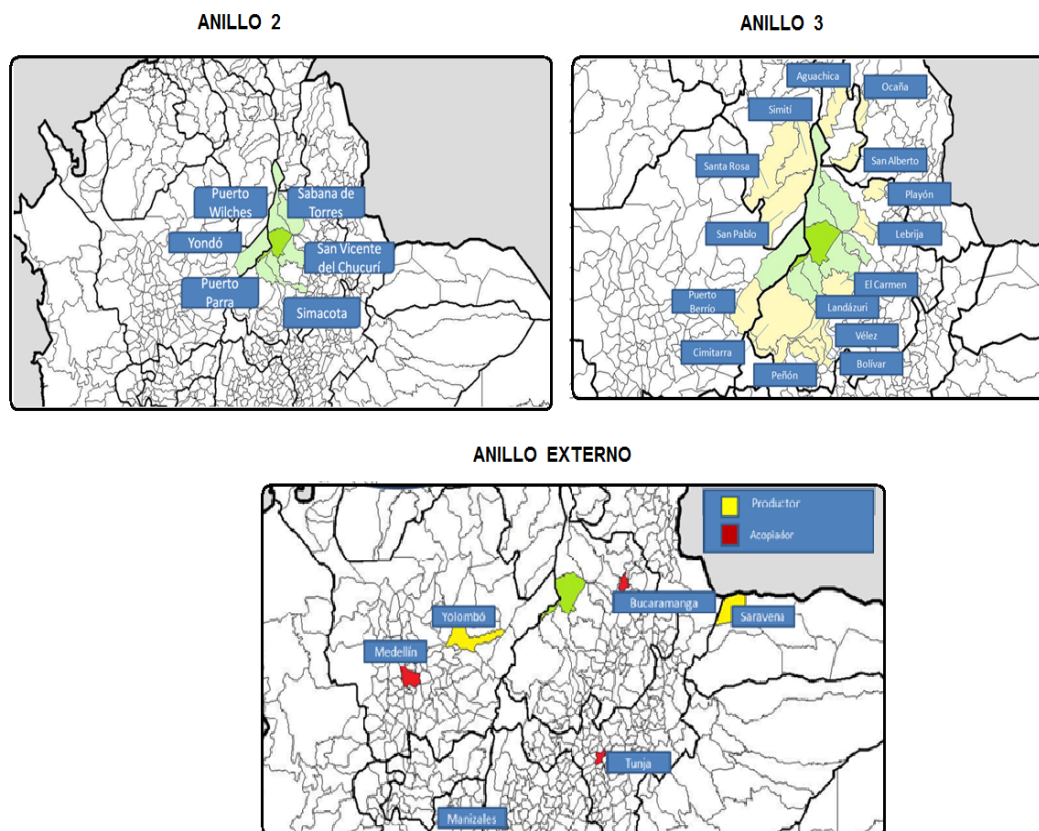 ANILLO 2
ANILLO 3
Puerto
Wilches
Sabana de
Torres
Yondó
San Vicente
del Chucurí
Puerto
Parra
Simacota
Aguachica
Ocaña
Simití
Santa Rosa
San Alberto
Playón
San Pablo
Lebrija
El Carmen
Puerto
Berrío
Landázuri
Vélez
Cimitarra
Bolívar
Peñón
ANILLO EXTERNO
Productor
Acopiador
Bucaramanga
Yolombó
Saravena
Medellín
Tunja
Manizales